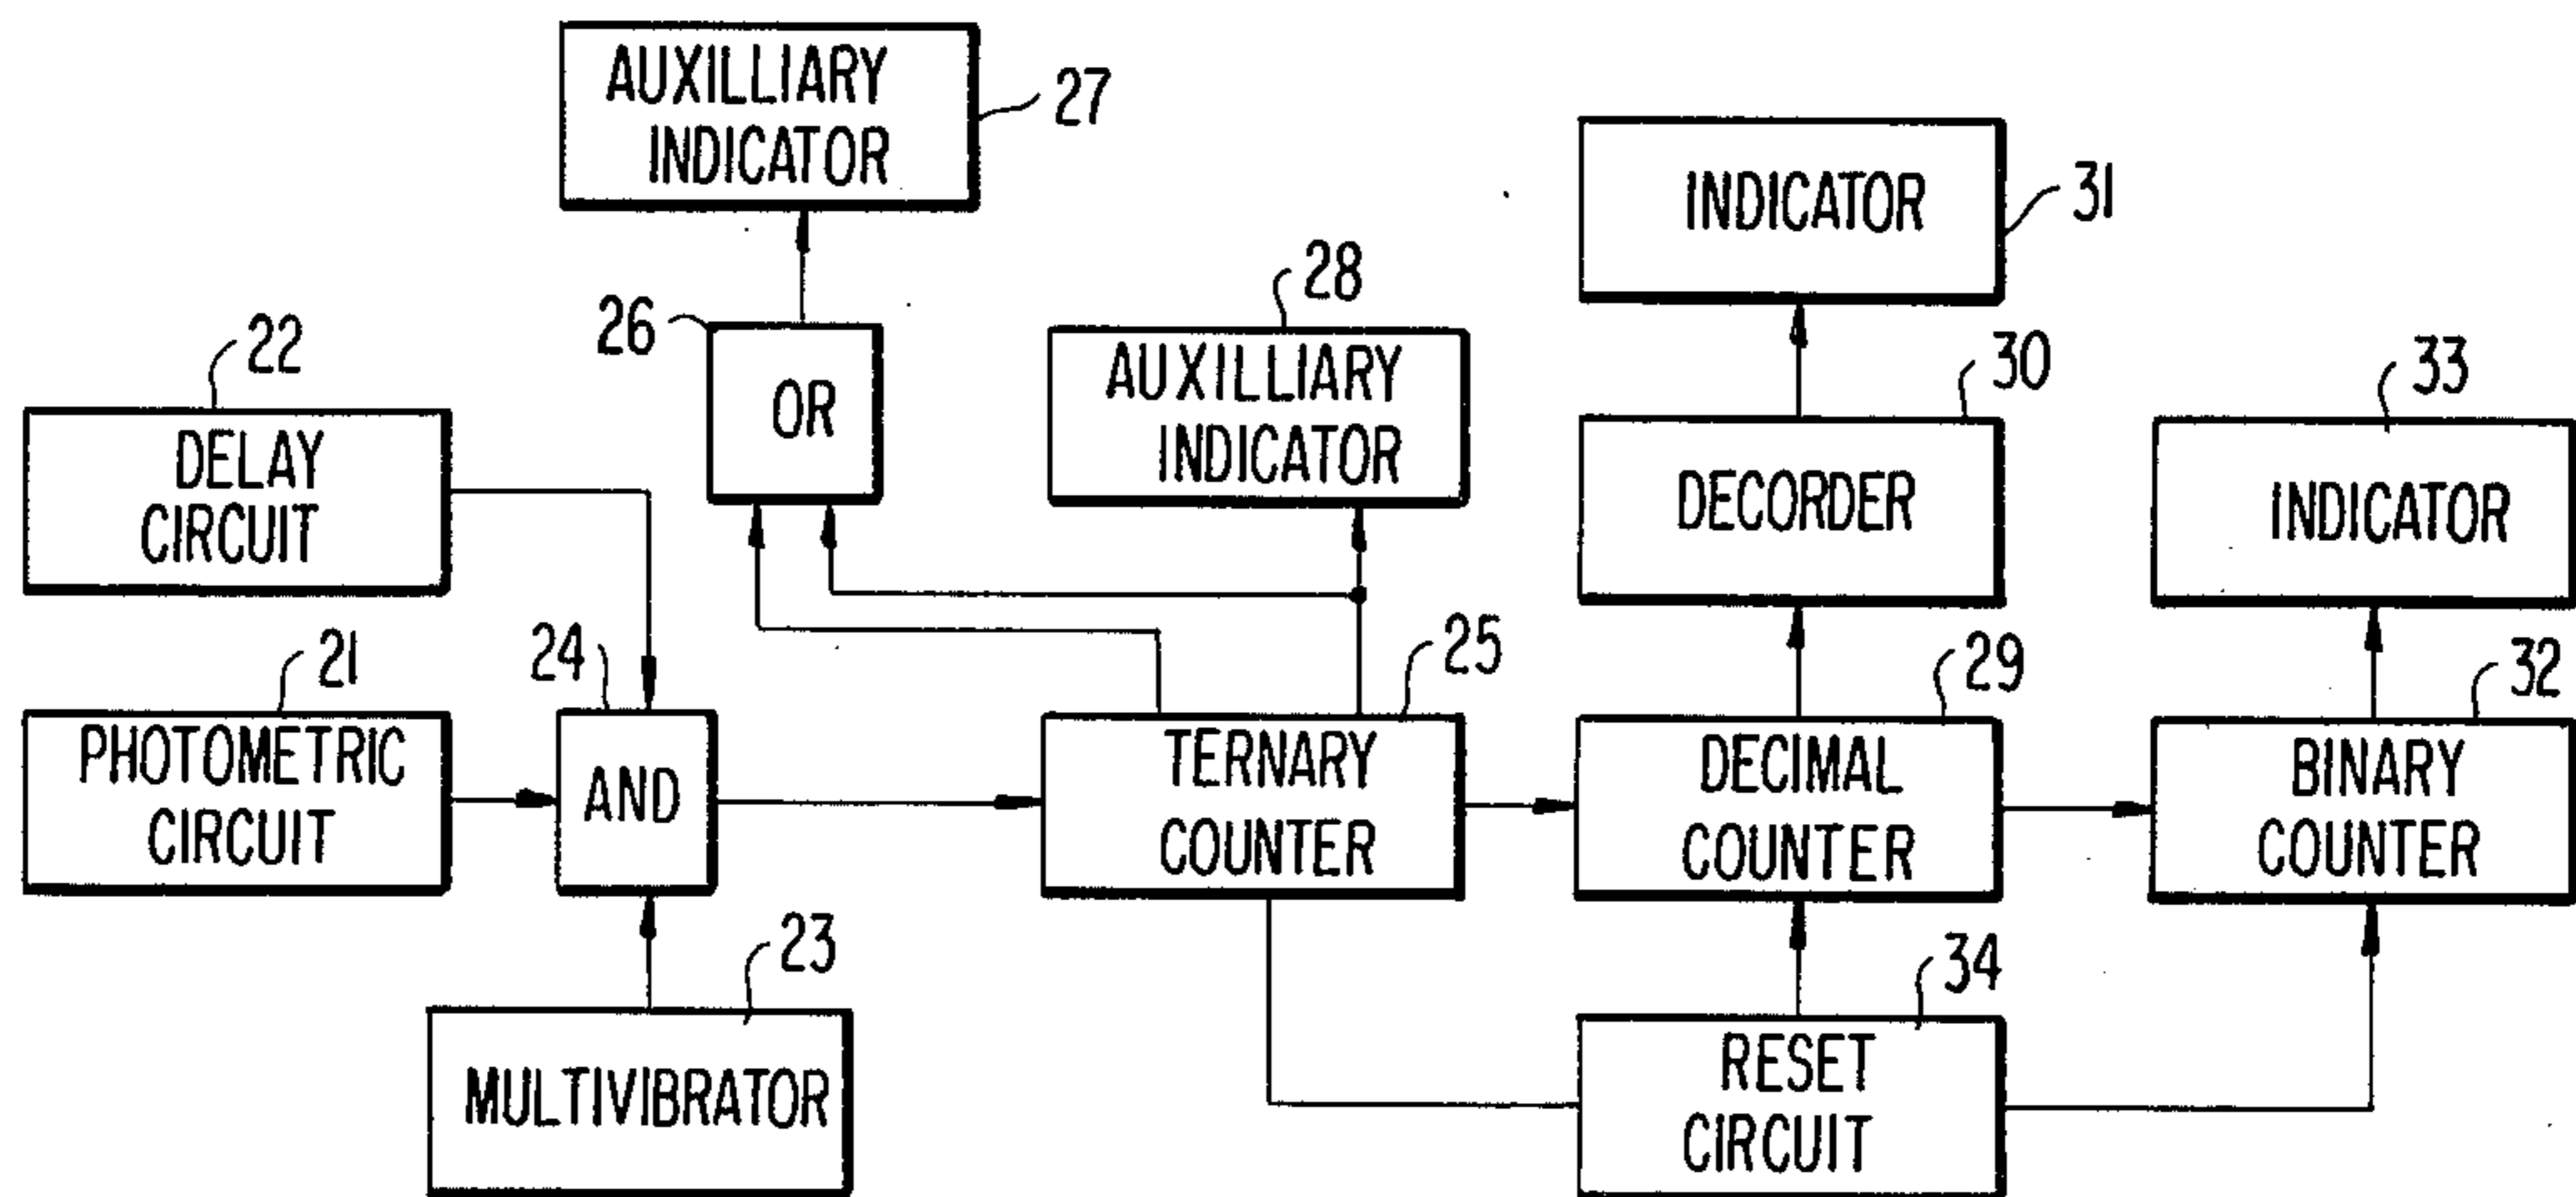 AUXILLIARY
INDICATOR
27
INDICATOR
31
28
26
OR
AUXILLIARY
INDICATOR
22
DELAY
CIRCUIT
30
DECORDER
33
INDICATOR
21
PHOTOMETRIC
CIRCUIT
24
AND
25
TERNARY
COUNTER
29
DECIMAL
COUNTER
32
BINARY
COUNTER
23
MULTIVIBRATOR
34
RESET
CIRCUIT